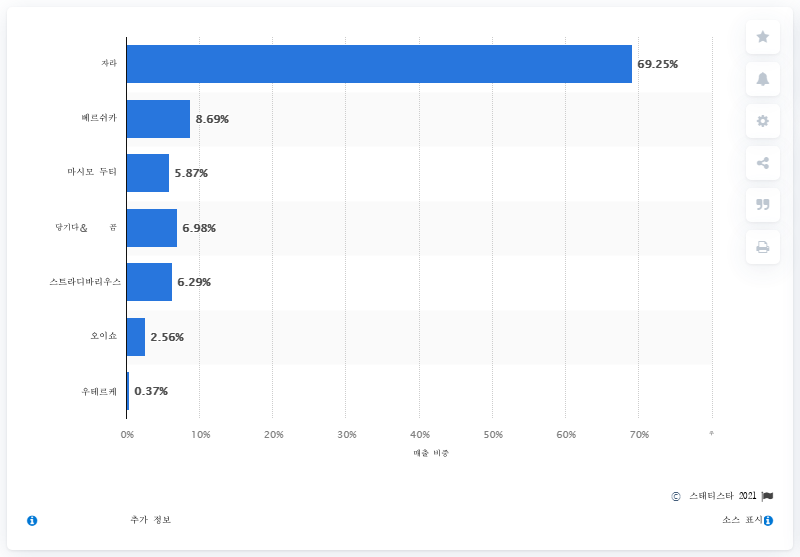 자라
69.25%
베르쉬카
8.69%
마시모 두티
5.87%
당기다& 곰
6.98%
스트라디바리우스
6.29%
오이쇼
2.56%
우테르케
0.37%
0% 10% 20% 30% 40% 50% 60% 70%
매출 비중
© 스태티스타 2021
추가 정보
소스 표시